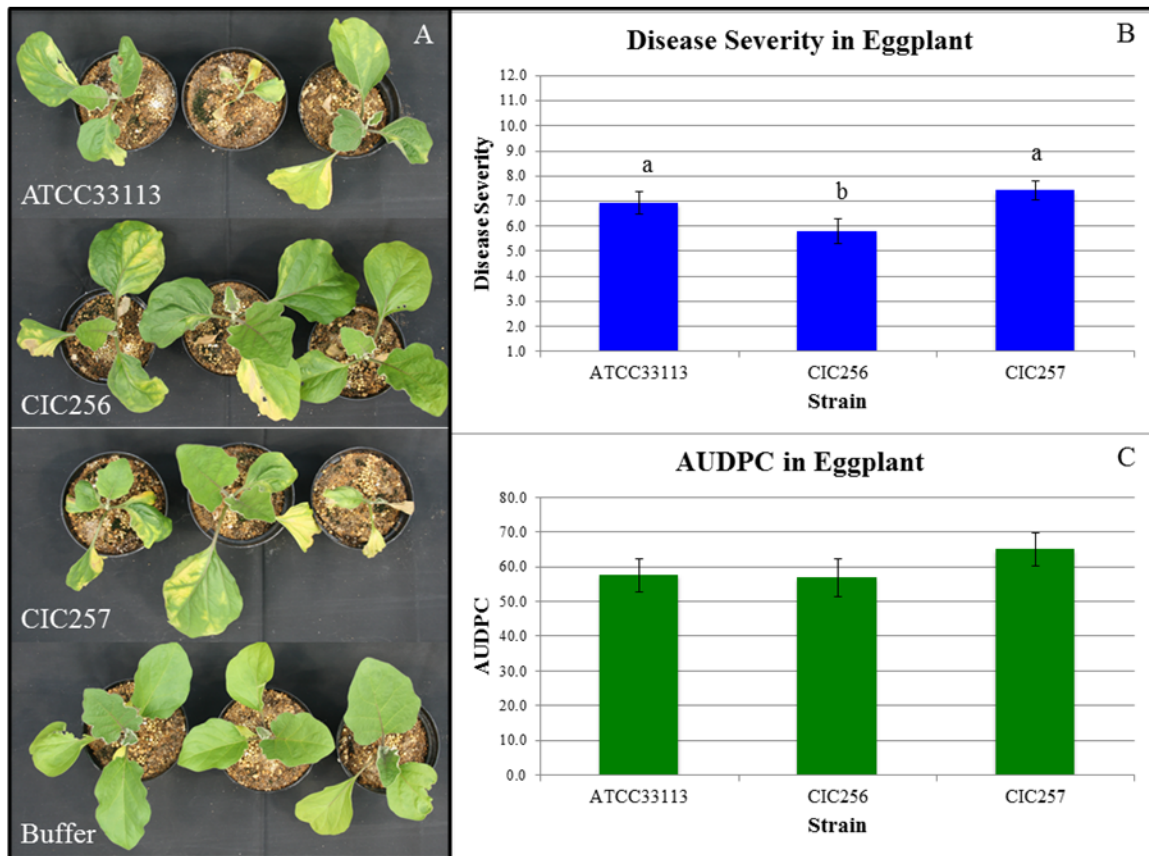 A
ATCC33113
CIC256
CIC257
Buffer
B
Disease Severity in Eggplant
Disease Severity
12.0
11.0
10.0
9.0
8.0
7.0
6.0
5.0
4.0
3.0
2.0
1.0
a
b
a
ATCC33113 CIC256 CIC257
Strain
C
AUDPC in Eggplant
AUDPC
80.0
70.0
60.0
50.0
40.0
30.0
20.0
10.0
0.0
ATCC33113 CIC256 CIC257
Strain